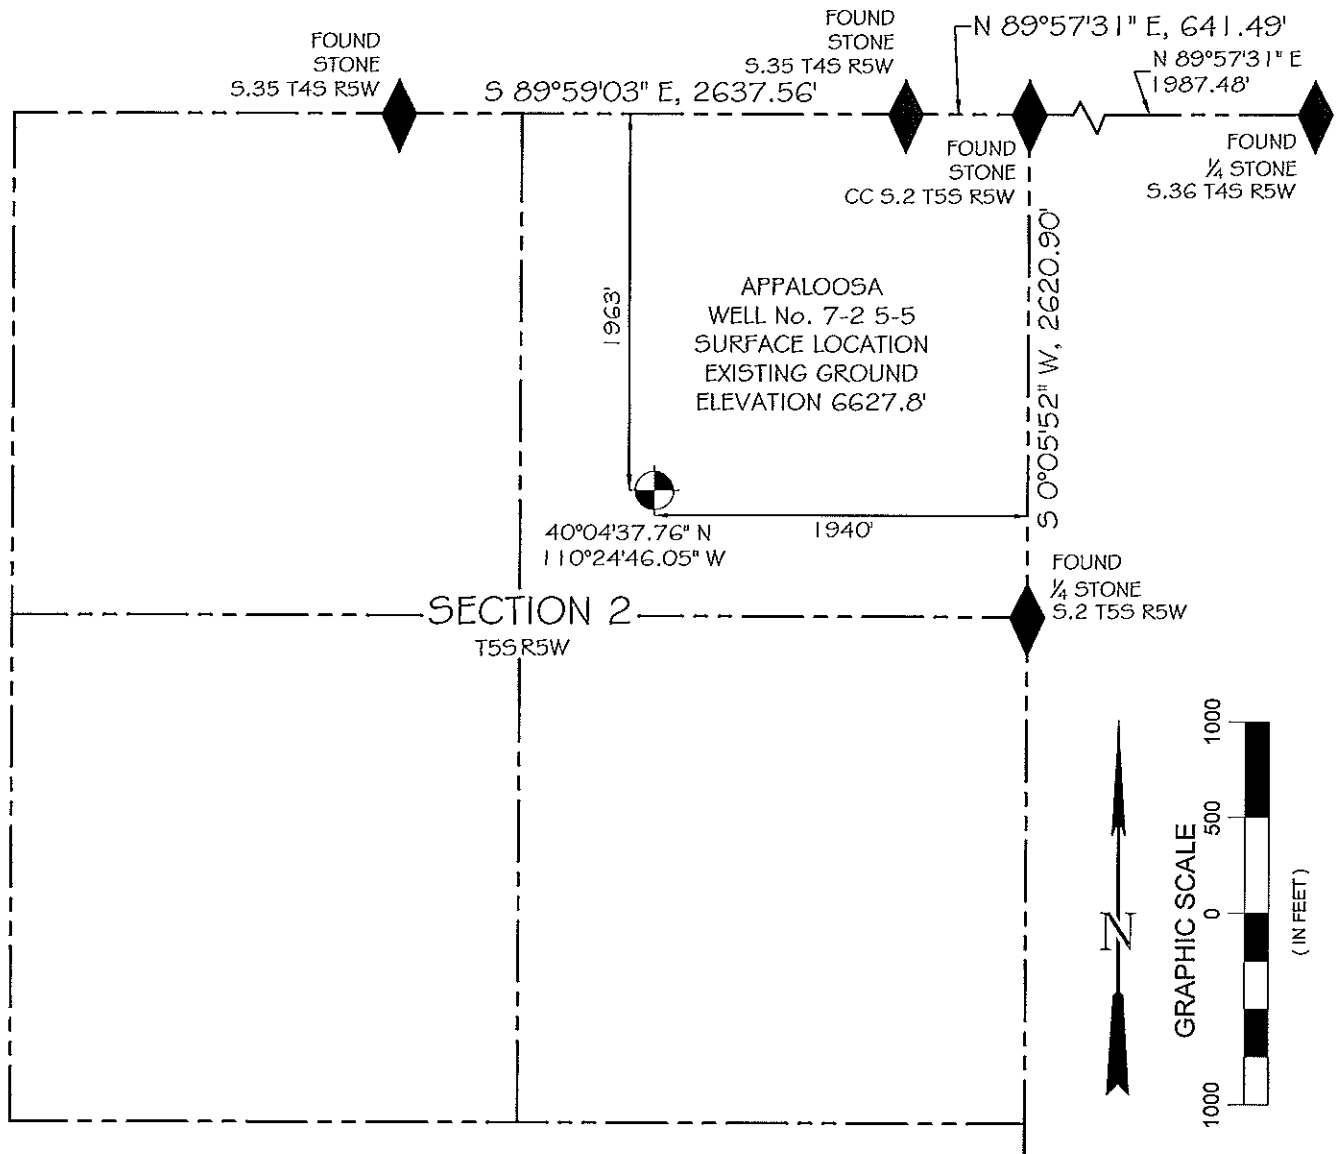 FOUND
STONE
S.35 T4S R5W
S 89°59'03" E, 2637.56'
FOUND
STONE
S.35 T4S R5W
N 89°57'31" E, 641.49'
N 89°57'31" E
1987.48'
FOUND
STONE
CC S.2 T5S R5W
FOUND
1/4 STONE
S.36 T4S R5W
S 0°05'52" W, 2620.90'
1963'
APPALOOSA
WELL No. 7-2 5-5
SURFACE LOCATION
EXISTING GROUND
ELEVATION 6627.8'
1940'
40°04'37.76" N
110°24'46.05" W
FOUND
1/4 STONE
S.2 T5S R5W
SECTION 2
T5S R5W
N
GRAPHIC SCALE
1000
500
0
1000
( IN FEET )